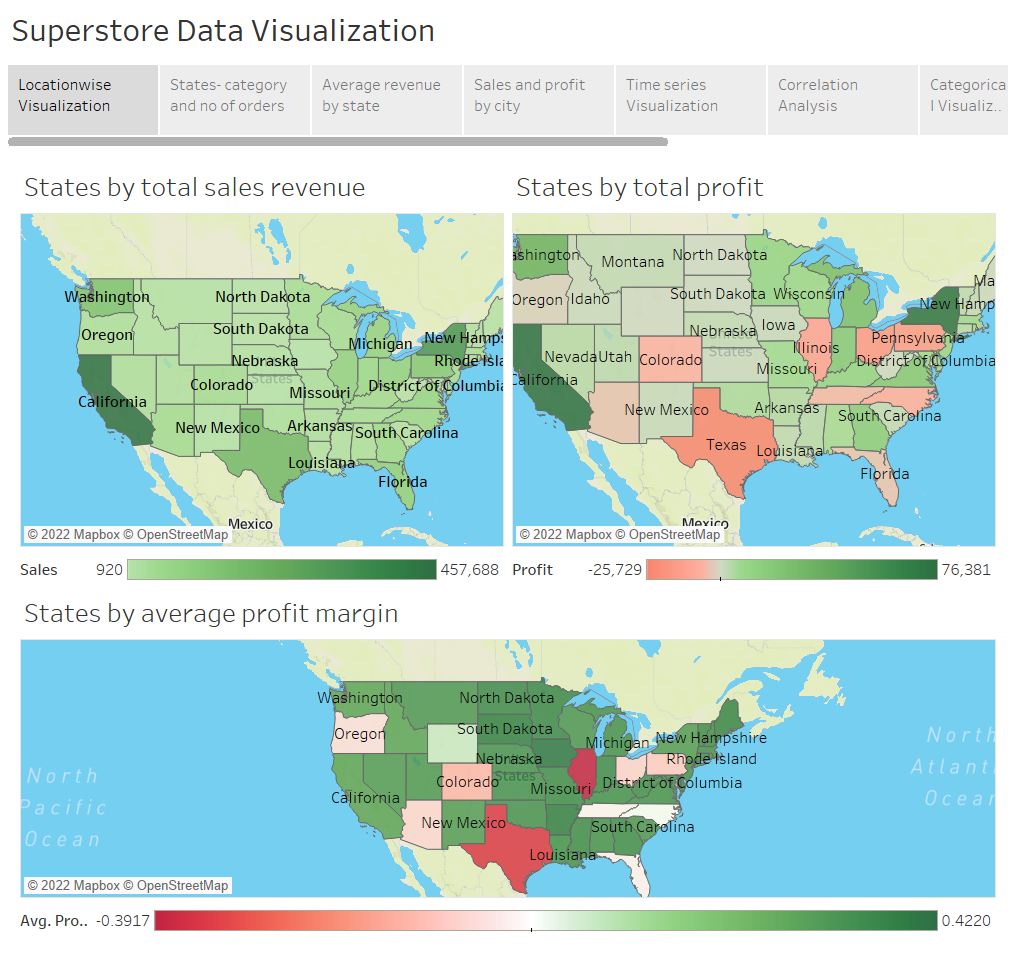 Superstore Data Visualization
Locationwise
Visualization
States- category
and no of orders
Average revenue
by state
Sales and profit
by city
Time series
Visualization
Correlation
Analysis
Categorica
l Visualiz..
States by total sales revenue
Washington
North Dakota
Oregon
South Dakota
Michigan
New Hamps
Nebraska
Rhode Isla
States
Colorado
Missouri
District of Columbia
California
New Mexico
Arkansas
South Carolina
Louisiana
Florida
Mexico
© 2022 Mapbox © OpenStreetMap
Sales
920
457,688
States by total profit
ashington
Montana
North Dakota
Ma
Oregon
Idaho
South Dakota
Wisconsin
New Hamp
Nebraska
Iowa
Pennsylvania
Nevada
Utah
Colorado
United
States
Illinois
District of Columbia
California
Missouri
New Mexico
Arkansas
South Carolina
Texas
Louisiana
Florida
Mexico
© 2022 Mapbox © OpenStreetMap
Profit
-25,729
76,381
States by average profit margin
Washington
North Dakota
Oregon
South Dakota
Michigan
New Hampshire
Nebraska
Rhode Island
States
Colorado
Missouri
District of Columbia
California
New Mexico
South Carolina
Louisiana
North
Pacific
Ocean
North
Atlanti
Ocean
© 2022 Mapbox © OpenStreetMap
Avg. Pro..
-0.3917
0.4220